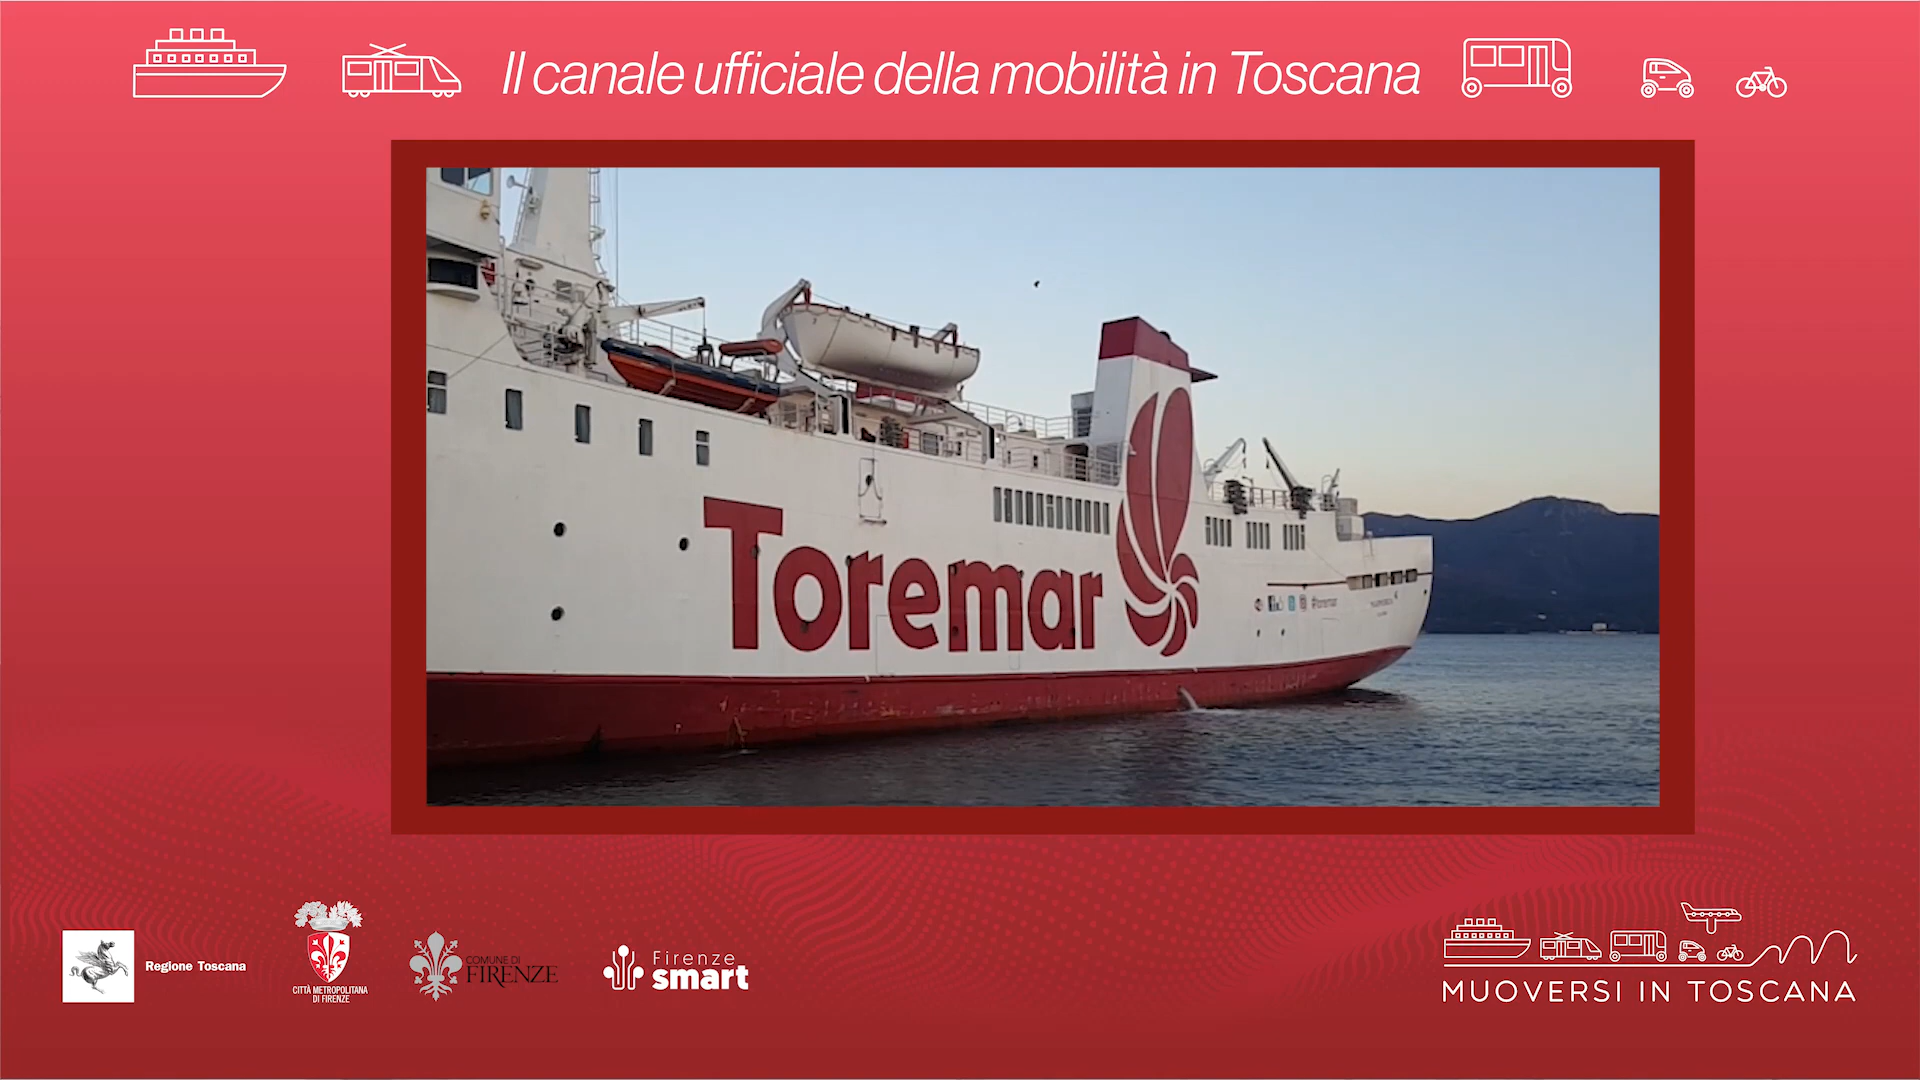 Il canale ufficiale della mobilità in Toscana
Toremar
#toremar
Regione Toscana
CITTÀ METROPOLITANA
DI FIRENZE
COMUNE DI
FIRENZE
Firenze
smart
MUOVERSI IN TOSCANA